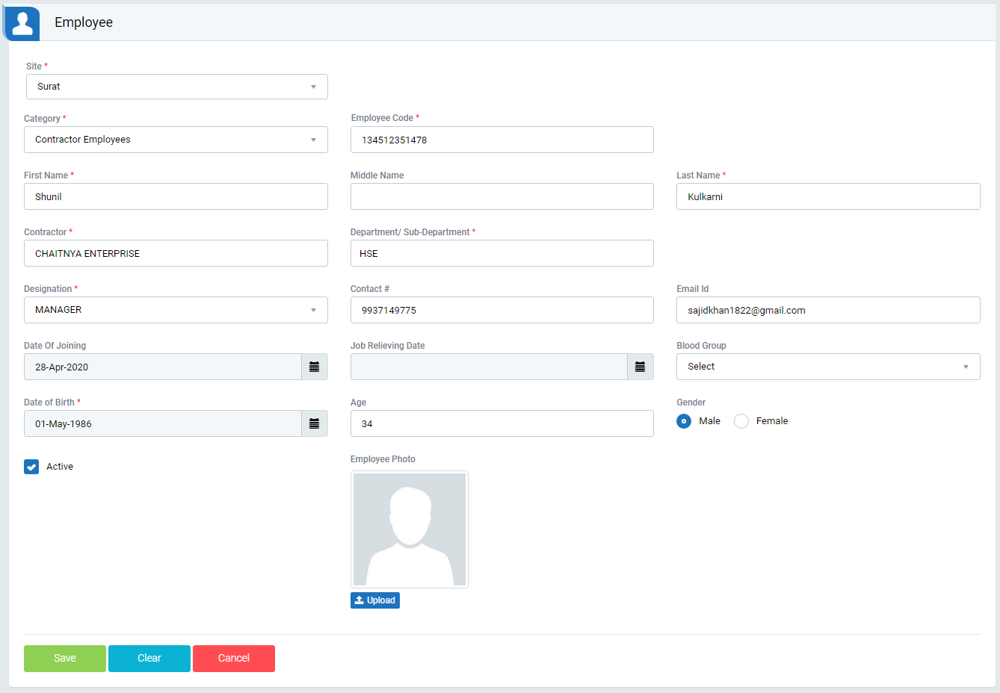 Employee
Site *
Surat
Category * Employee Code *
Contractor Employees 134512351478
First Name * Middle Name Last Name *
Shunil Kulkarni
Contractor * Department/ Sub-Department *
CHAITNYA ENTERPRISE HSE
Designation * Contact # Email Id
MANAGER 9937149775 sajidkhan1822@gmail.com
Date Of Joining Job Relieving Date Blood Group
28-Apr-2020 Select
Date of Birth * Age Gender
01-May-1986 34 Male Female
Active Employee Photo
Upload
Save Clear Cancel